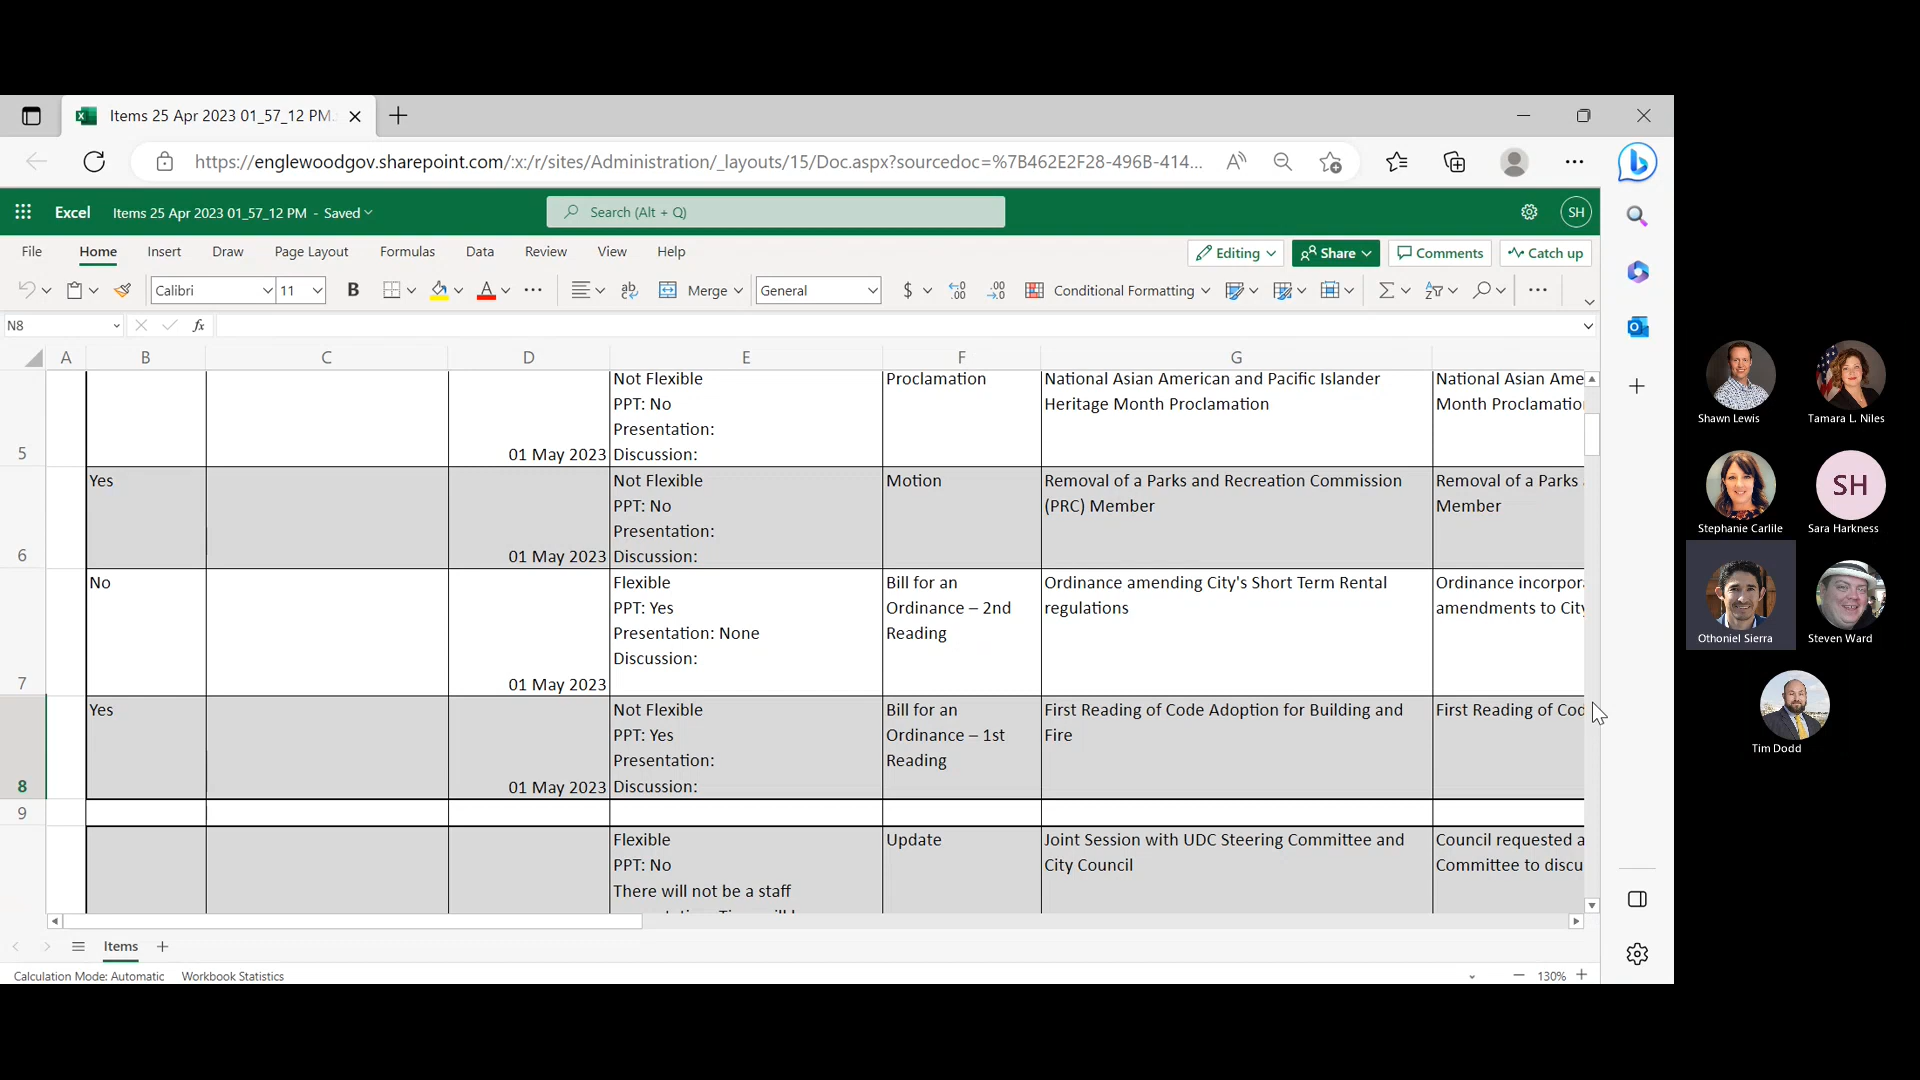 Items 25 Apr 2023 01_57_12 PM.
https://englewoodgov.sharepoint.com/:x:/r/sites/Administration/_layouts/15/Doc.aspx?sourcedoc=%7B462E2F28-496B-414...
Excel Items 25 Apr 2023 01_57_12 PM - Saved
Search (Alt + Q)
SH
File Home Insert Draw Page Layout Formulas Data Review View Help
Editing Share Comments Catch up
Calibri 11 B A ab Merge General $ .00 .00 Conditional Formatting
N8 fx
A B C D E F G
5
01 May 2023
Not Flexible
PPT: No
Presentation:
Discussion:
Proclamation
National Asian American and Pacific Islander
Heritage Month Proclamation
National Asian Ame
Month Proclamation
6
Yes
01 May 2023
Not Flexible
PPT: No
Presentation:
Discussion:
Motion
Removal of a Parks and Recreation Commission
(PRC) Member
Removal of a Parks
Member
7
No
01 May 2023
Flexible
PPT: Yes
Presentation: None
Discussion:
Bill for an
Ordinance – 2nd
Reading
Ordinance amending City's Short Term Rental
regulations
Ordinance incorpor
amendments to City
8
Yes
01 May 2023
Not Flexible
PPT: Yes
Presentation:
Discussion:
Bill for an
Ordinance – 1st
Reading
First Reading of Code Adoption for Building and
Fire
First Reading of Cod
9
Flexible
PPT: No
There will not be a staff
Update
Joint Session with UDC Steering Committee and
City Council
Council requested a
Committee to discu
Items
Calculation Mode: Automatic Workbook Statistics
130%
Shawn Lewis
Tamara L. Niles
Stephanie Carlile
SH
Sara Harkness
Othoniel Sierra
Steven Ward
Tim Dodd